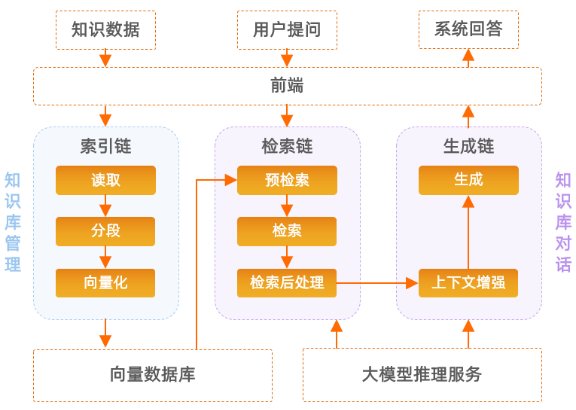 知识数据
用户提问
系统回答
前端
索引链
检索链
生成链
读取
预检索
生成
分段
检索
向量化
检索后处理
上下文增强
知识库管理
知识库对话
向量数据库
大模型推理服务